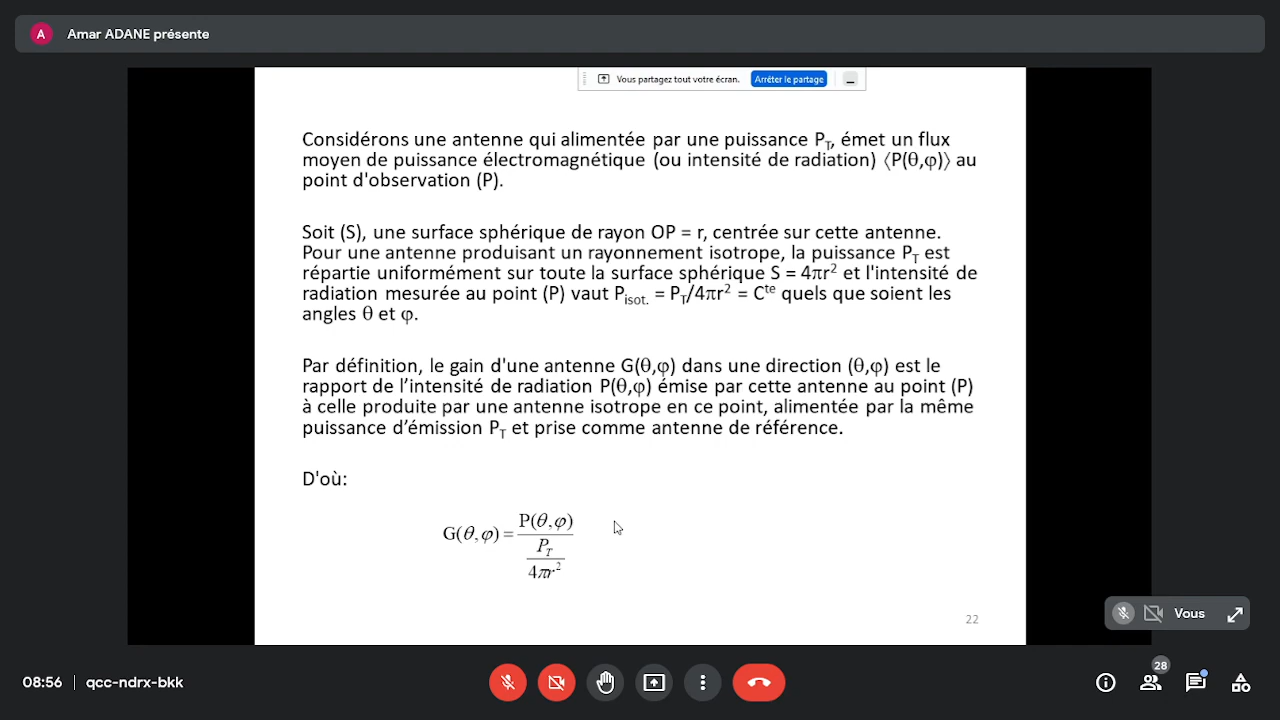 A Amar ADANE présente
Vous partagez tout votre écran. Arrêter le partage
Considérons une antenne qui alimentée par une puissance P_T, émet un flux
moyen de puissance électromagnétique (ou intensité de radiation) ⟨P(θ,φ)⟩ au
point d'observation (P).
Soit (S), une surface sphérique de rayon OP = r, centrée sur cette antenne.
Pour une antenne produisant un rayonnement isotrope, la puissance P_T est
répartie uniformément sur toute la surface sphérique S = 4πr² et l'intensité de
radiation mesurée au point (P) vaut P_isot. = P_T/4πr² = C^te quels que soient les
angles θ et φ.
Par définition, le gain d'une antenne G(θ,φ) dans une direction (θ,φ) est le
rapport de l’intensité de radiation P(θ,φ) émise par cette antenne au point (P)
à celle produite par une antenne isotrope en ce point, alimentée par la même
puissance d’émission P_T et prise comme antenne de référence.
D'où:
G(θ,φ) = P(θ,φ)
P_T
4πr²
22
Vous
08:56 | qcc-ndrx-bkk
28